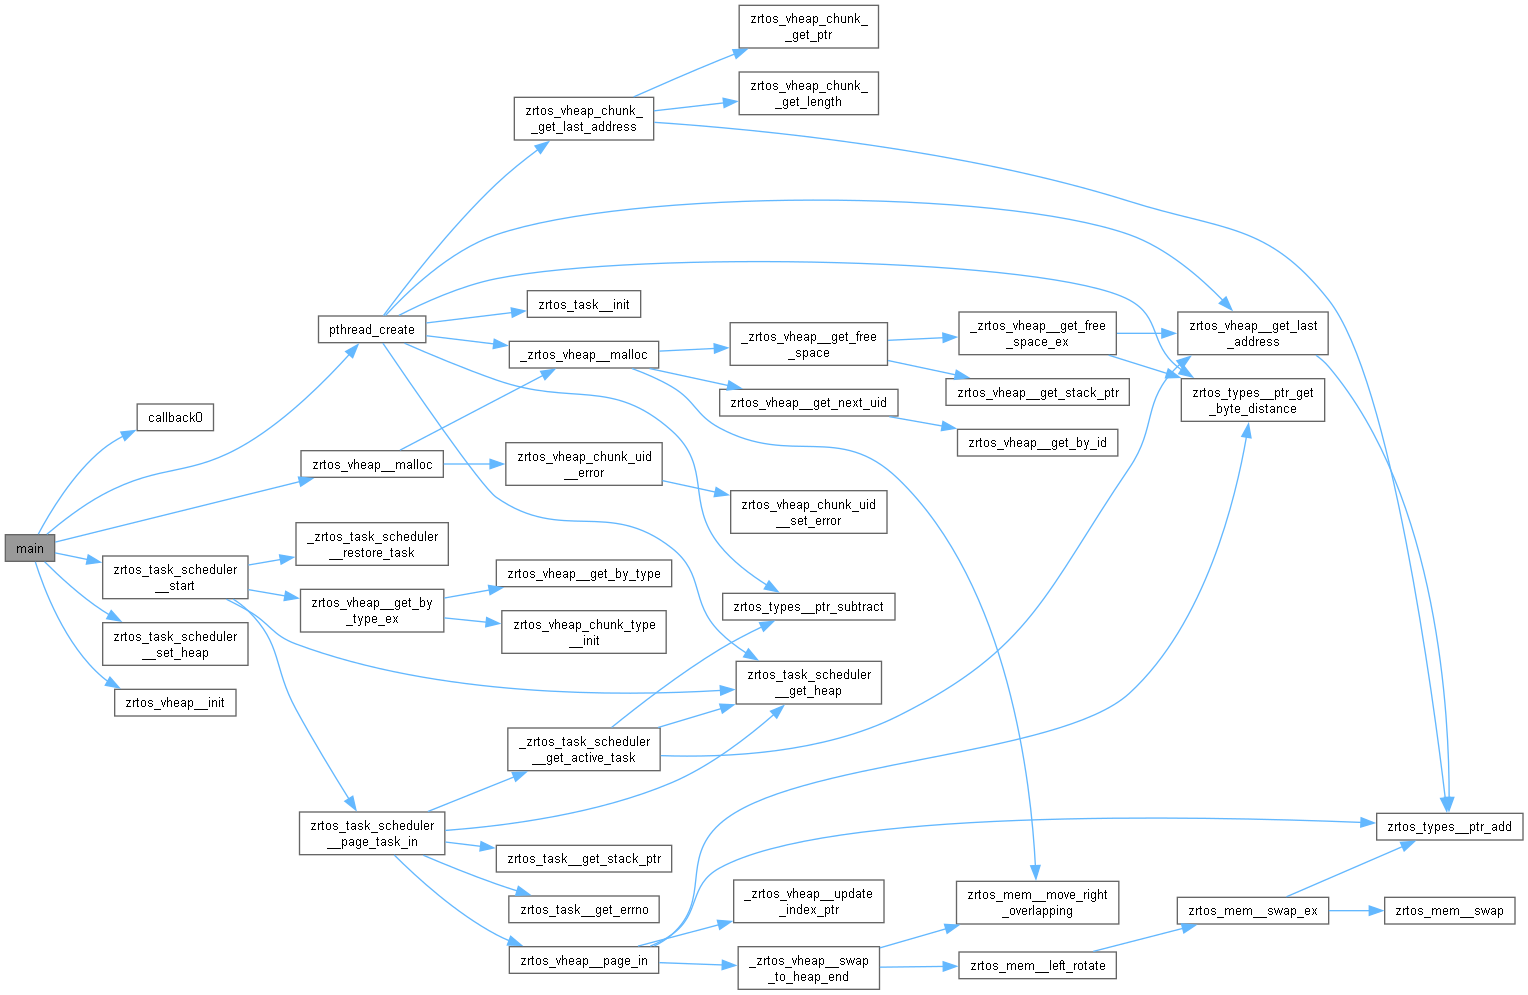 zrtos_vheap_chunk_
_get_ptr
zrtos_vheap_chunk_
_get_length
zrtos_vheap_chunk_
_get_last_address
zrtos_task__init
pthread_create
_zrtos_vheap__malloc
_zrtos_vheap__get_free
_space
_zrtos_vheap__get_free
_space_ex
zrtos_vheap__get_last
_address
zrtos_vheap__get_stack_ptr
zrtos_types__ptr_get
_byte_distance
zrtos_vheap__get_next_uid
zrtos_vheap__get_by_id
callback0
zrtos_vheap__malloc
zrtos_vheap_chunk_uid
__error
zrtos_vheap_chunk_uid
__set_error
main
_zrtos_task_scheduler
__restore_task
zrtos_task_scheduler
__start
zrtos_vheap__get_by
_type_ex
zrtos_vheap__get_by_type
zrtos_vheap_chunk_type
__init
zrtos_types__ptr_subtract
zrtos_task_scheduler
__set_heap
zrtos_task_scheduler
__get_heap
zrtos_vheap__init
_zrtos_task_scheduler
__get_active_task
zrtos_task_scheduler
__page_task_in
zrtos_types__ptr_add
zrtos_task__get_stack_ptr
zrtos_task__get_errno
_zrtos_vheap__update
_index_ptr
zrtos_mem__move_right
_overlapping
zrtos_mem__swap_ex
zrtos_mem__swap
zrtos_vheap__page_in
_zrtos_vheap__swap
_to_heap_end
zrtos_mem__left_rotate